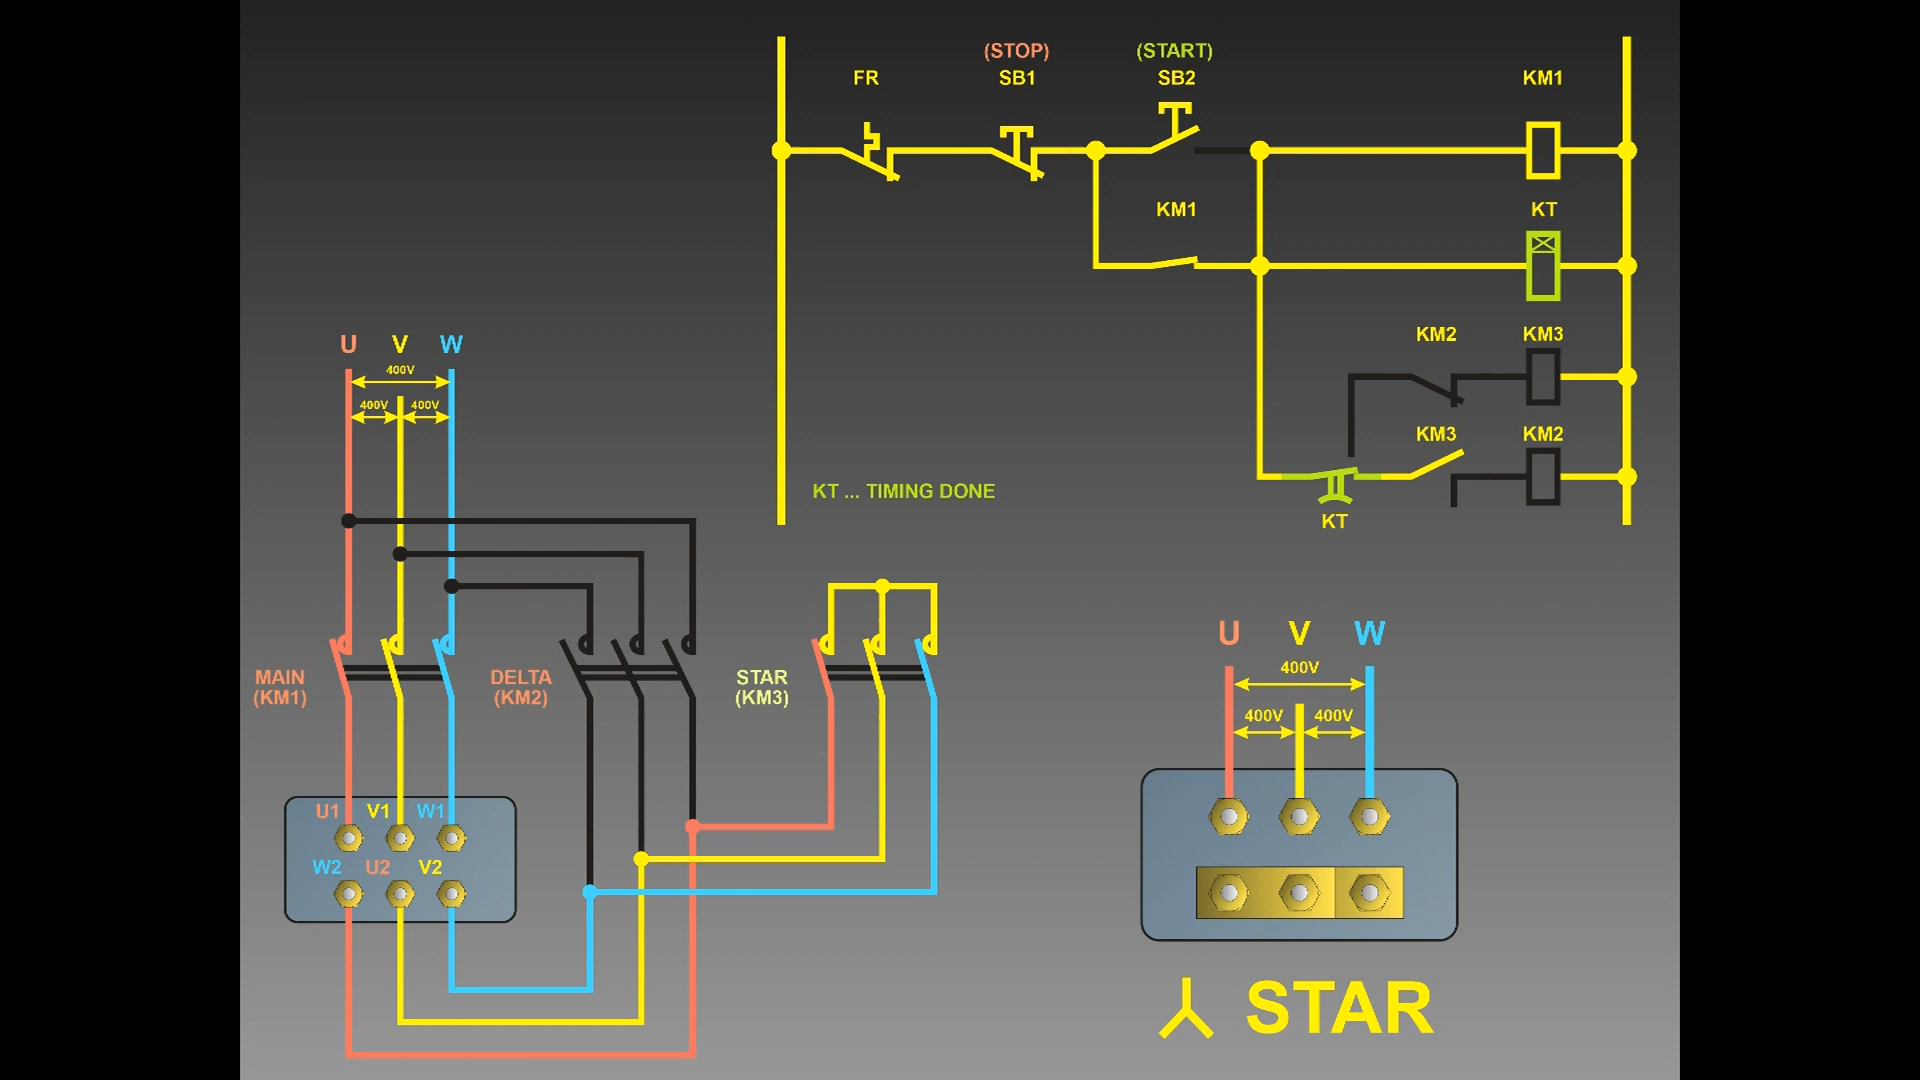 (STOP)
(START)
FR
SB1
SB2
KM1
KM1
KT
KM2
KM3
KM3
KM2
KT ... TIMING DONE
KT
U V W
400V
400V 400V
MAIN
(KM1)
DELTA
(KM2)
STAR
(KM3)
U1 V1 W1
W2 U2 V2
U V W
400V
400V 400V
STAR